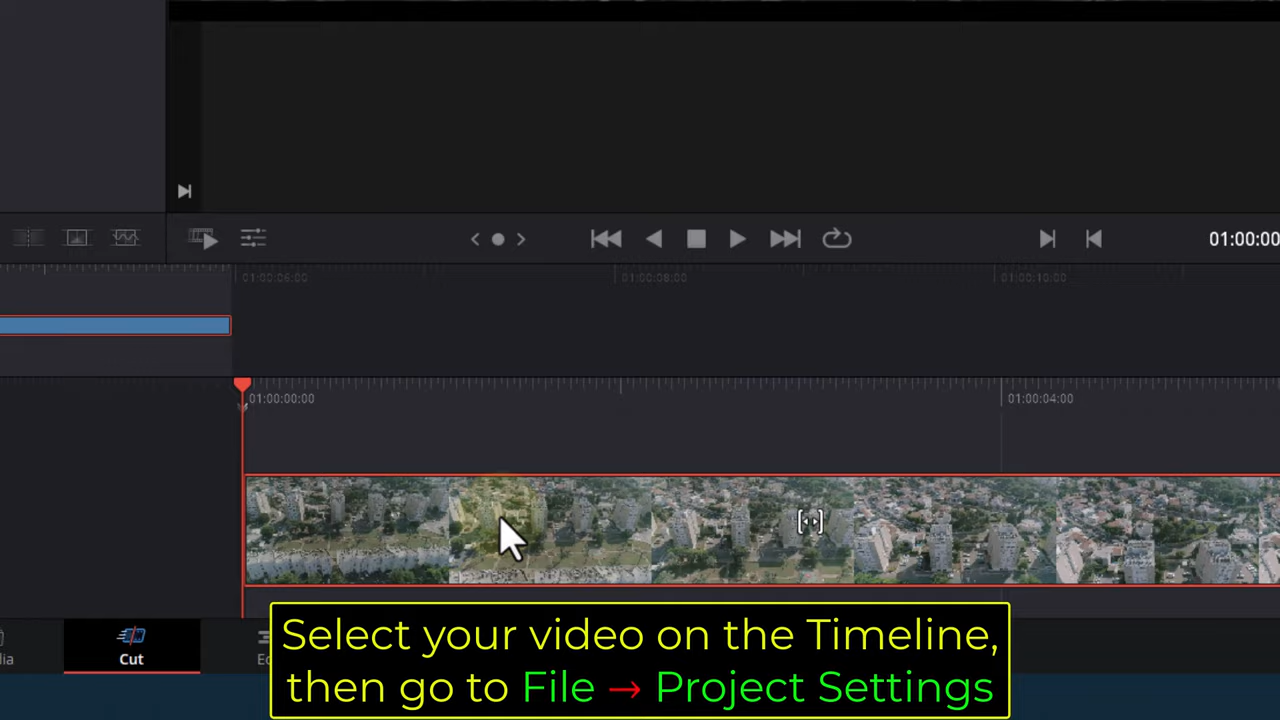 01:00:00
01:00:06:00
01:00:08:00
01:00:10:00
01:00:00:00
01:00:04:00
dia
Cut
Select your video on the Timeline,
then go to File → Project Settings